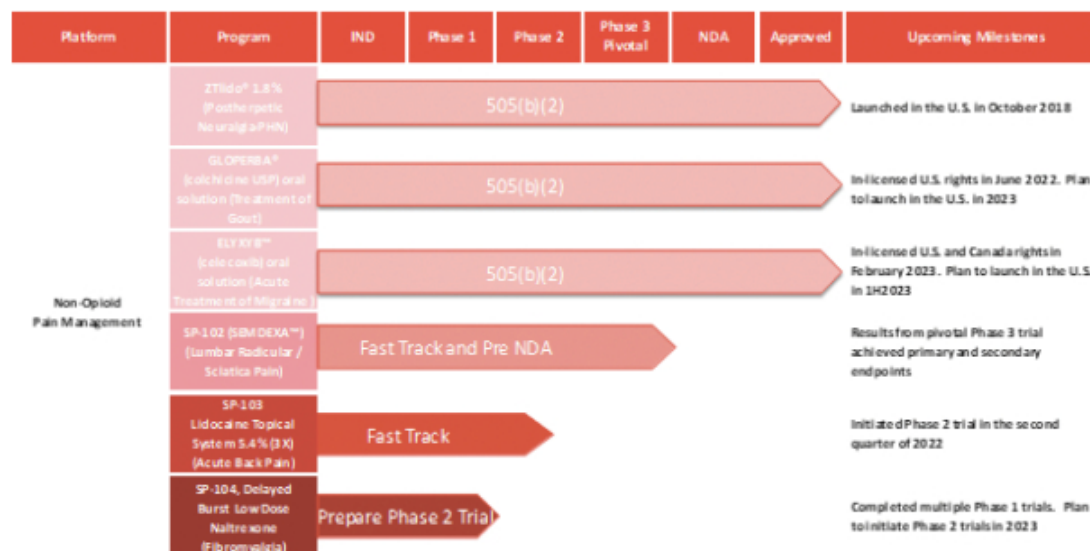 Platform
Program
IND
Phase 1
Phase 2
Phase 3
Pivotal
NDA
Approved
Upcoming Milestones
Non-Opioid
Pain Management
ZTlido® 1.8%
(Postherpetic
Neuralgia PHN)
505(b)(2)
Launched in the U.S. in October 2018
GLOPERBA®
(colchicine USP) oral
solution (Treatment of
Gout)
505(b)(2)
In-licensed U.S. rights in June 2022. Plan
to launch in the U.S. in 2023
ELYXYB™
(celecoxib) oral
solution (Acute
Treatment of Migraine)
505(b)(2)
In-licensed U.S. and Canada rights in
February 2023. Plan to launch in the U.S.
in 1H2023
SP-102 (SEMDEXA™)
(Lumbar Radicular /
Sciatica Pain)
Fast Track and Pre NDA
Results from pivotal Phase 3 trial
achieved primary and secondary
endpoints
SP-103
Lidocaine Topical
System 5.4% (3X)
(Acute Back Pain)
Fast Track
Initiated Phase 2 trial in the second
quarter of 2022
SP-104, Delayed
Burst Low Dose
Naltrexone
(Fibromyalgia)
Prepare Phase 2 Trial
Completed multiple Phase 1 trials. Plan
to initiate Phase 2 trials in 2023